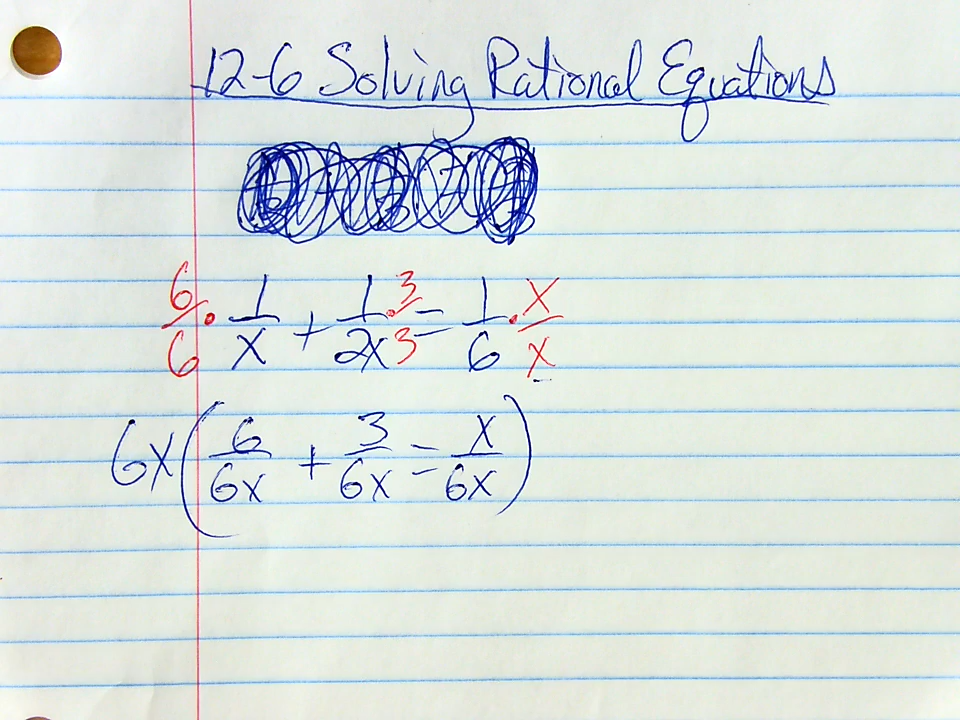 12-6 Solving Rational Equations
6/6 · 1/x + 1/2x · 3/3 = 1/6 · x/x
6x(6/6x + 3/6x = x/6x)